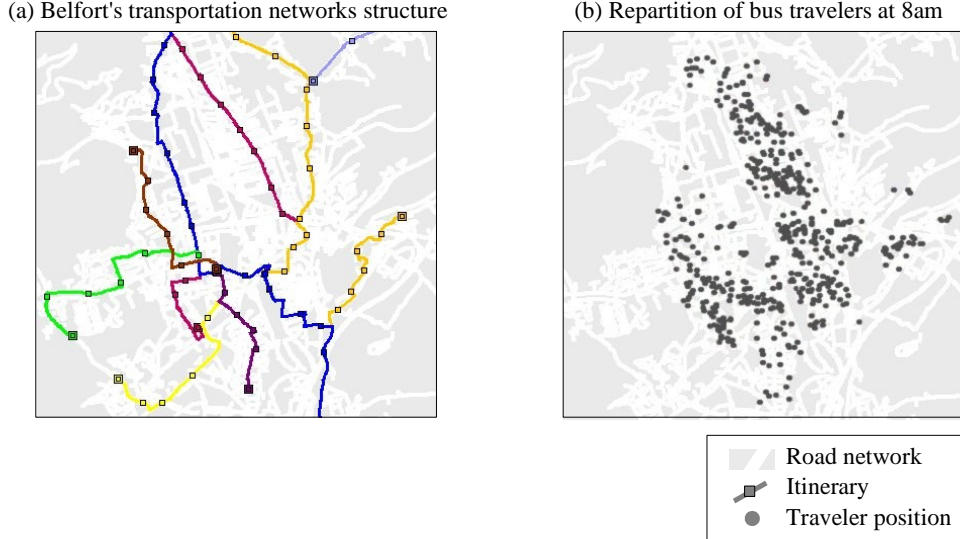 (a) Belfort's transportation networks structure
(b) Repartition of bus travelers at 8am
Road network
Itinerary
Traveler position